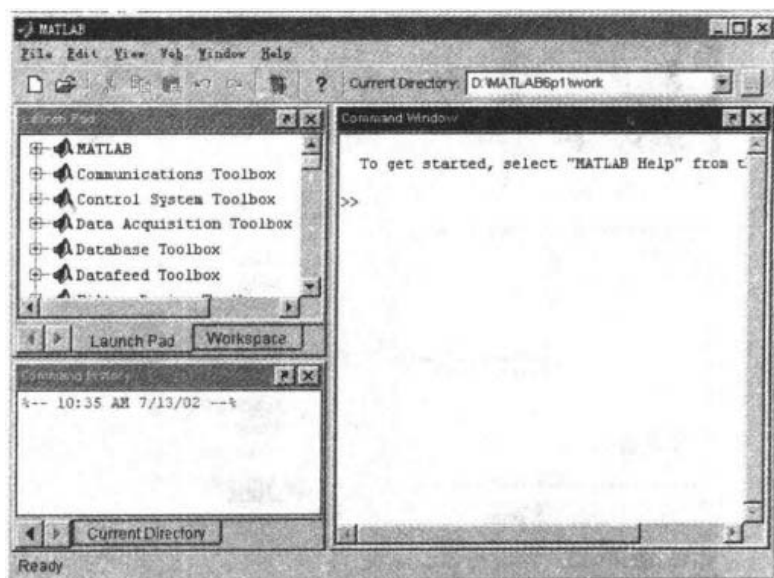 MATLAB
File Edit View Web Window Help
? Current Directory: D:\MATLAB6p1\work
Launch Pad
MATLAB
Communications Toolbox
Control System Toolbox
Data Acquisition Toolbox
Database Toolbox
Datafeed Toolbox
Launch Pad Workspace
Command History
%-- 10:35 AM 7/13/02 --%
Current Directory
Command Window
To get started, select "MATLAB Help" from t
>>
Ready